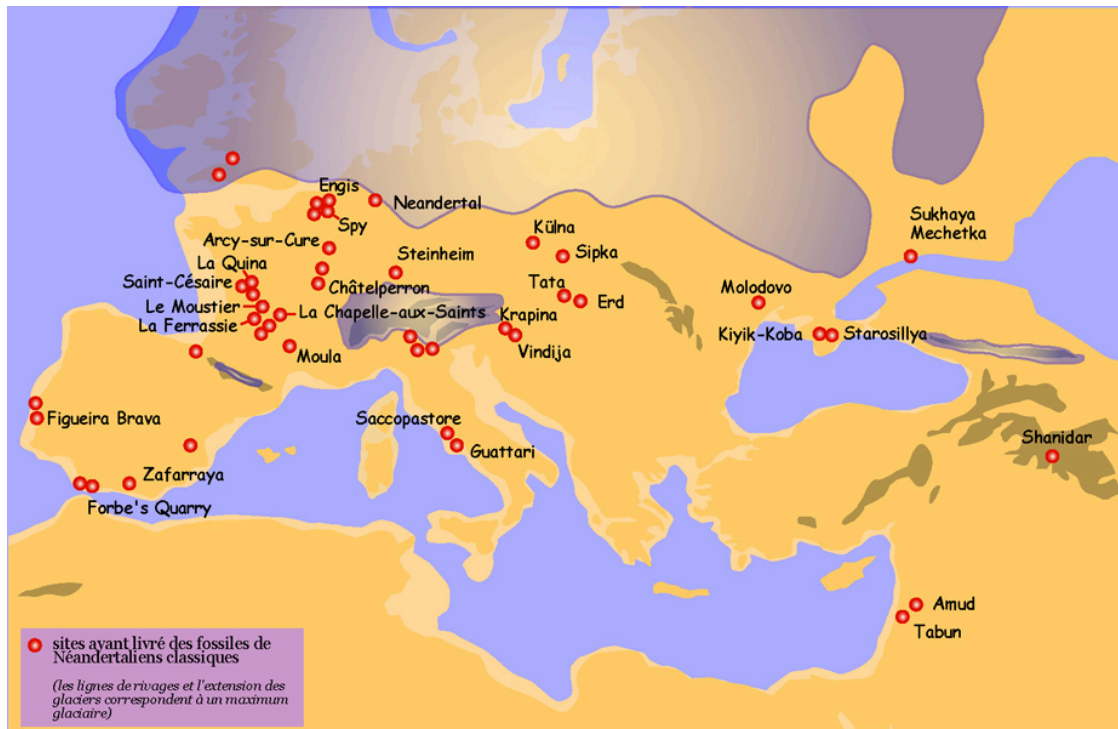 Engis
Neandertal
Spy
Külna
Sukhaya
Mechetka
Arcy-sur-Cure
Steinheim
Sipka
La Quina
Saint-Césaire
Châtelperron
Tata
Erd
Molodovo
Le Moustier
La Chapelle-aux-Saints
La Ferrassie
Krapina
Kiyik-Koba
Starosillya
Moula
Vindija
Figueira Brava
Saccopastore
Guattari
Shanidar
Zafarraya
Forbe's Quarry
Amud
Tabun
sites ayant livré des fossiles de
Néandertaliens classiques
(les lignes de rivages et l'extension des
glaciers correspondent à un maximum
glaciaire)